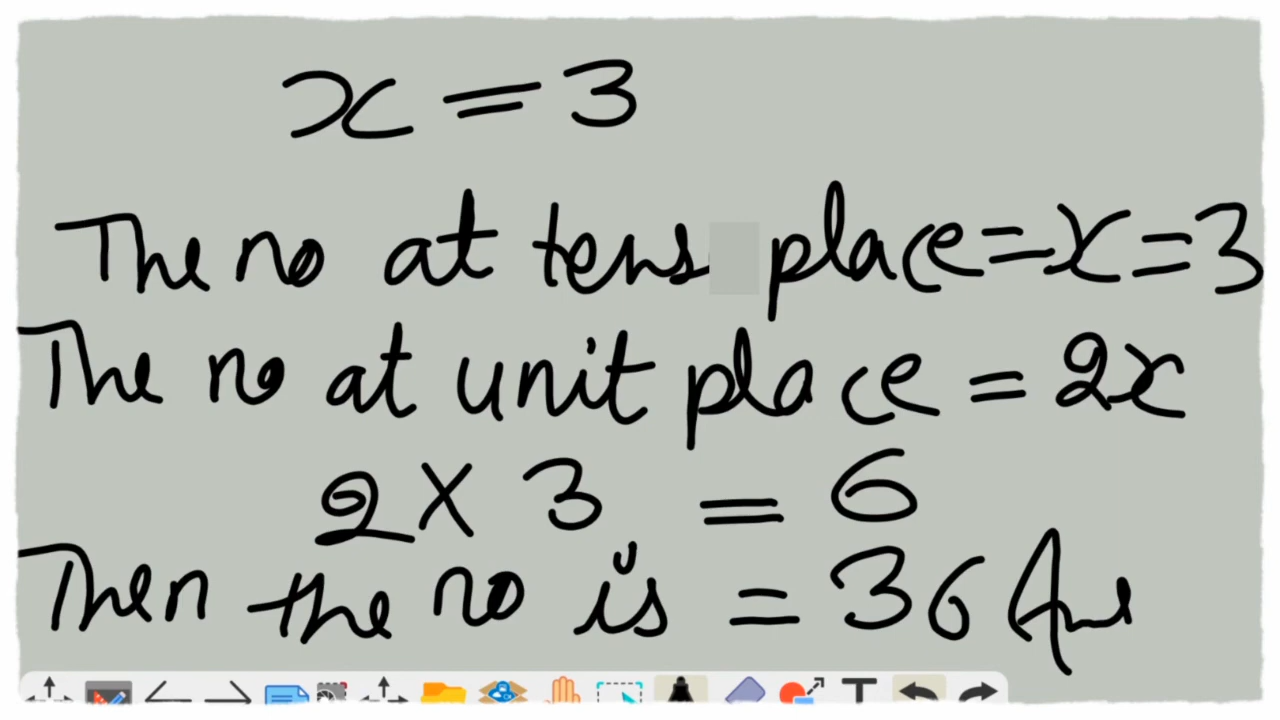 x = 3
The no at tens place = x = 3
The no at unit place = 2x
2 x 3 = 6
Then the no is = 36 Ans